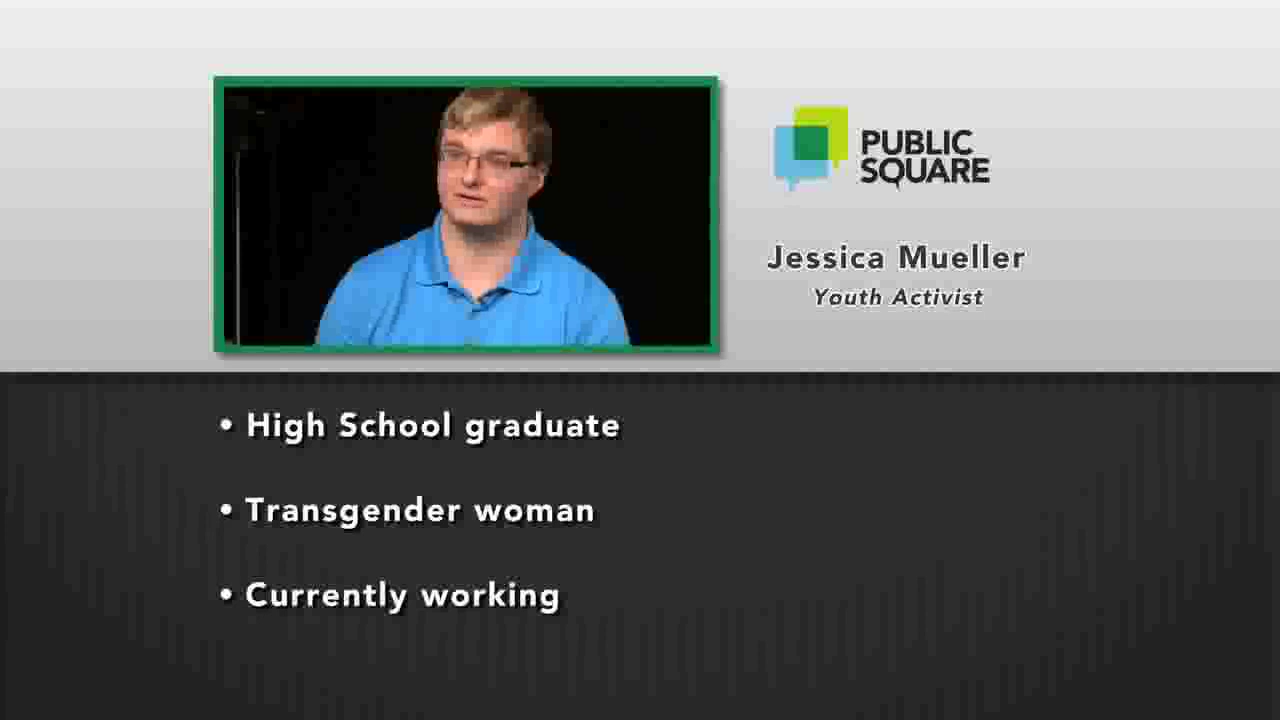 PUBLIC
SQUARE
Jessica Mueller
Youth Activist
• High School graduate
• Transgender woman
• Currently working